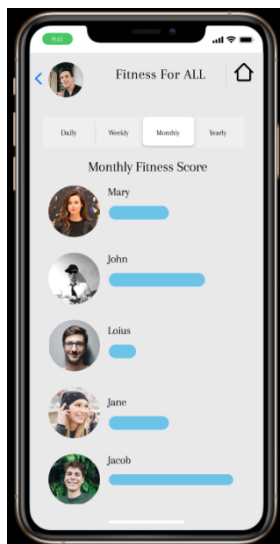 9:41
Fitness For ALL
Daily Weekly Monthly Yearly
Monthly Fitness Score
Mary
John
Loius
Jane
Jacob